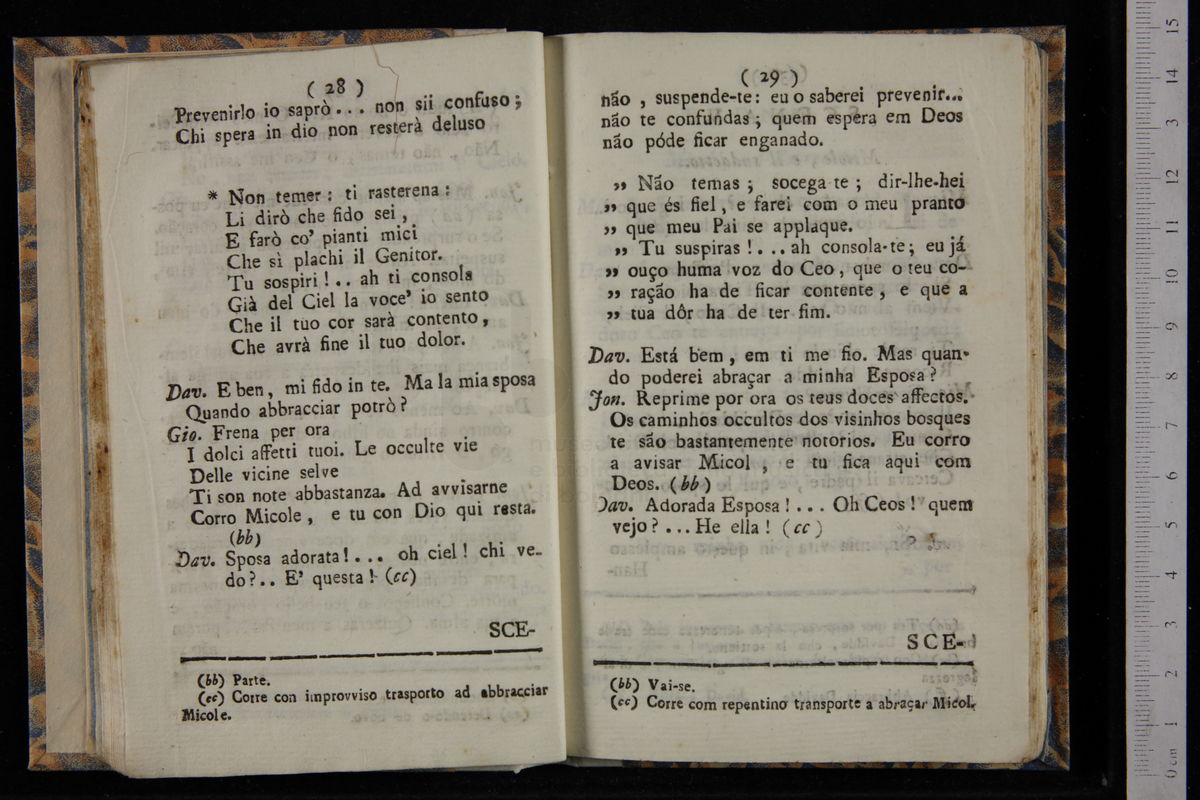 ( 28 )
Prevenirlo io saprò... non sii confuso;
Chi spera in dio non resterà deluso
* Non temer: ti rasterena:
Li dirò che fido sei,
E farò co' pianti mici
Che sì plachi il Genitor.
Tu sospiri!.. ah ti consola
Già del Ciel la voce' io sento
Che il tuo cor sarà contento,
Che avrà fine il tuo dolor.
Dav. E ben, mi fido in te. Ma la mia sposa
Quando abbracciar potrò?
Gio. Frena per ora
I dolci affetti tuoi. Le occulte vie
Delle vicine selve
Ti son note abbastanza. Ad avvisarne
Corro Micole, e tu con Dio qui resta.
(bb)
Dav. Sposa adorata!... oh ciel! chi ve-
do?.. E' questa! (cc)
SCE-
(bb) Parte.
(cc) Corre con improvviso trasporto ad abbracciar
Micole.
( 29 )
não, suspende-te: eu o saberei prevenir...
não te confundas; quem espera em Deos
não póde ficar enganado.
„ Não temas; socega-te; dir-lhe-hei
„ que és fiel, e farei com o meu pranto
„ que meu Pai se applaque.
„ Tu suspiras!... ah consola-te; eu já
„ ouço huma voz do Ceo, que o teu co-
„ ração ha de ficar contente, e que a
„ tua dôr ha de ter fim.
Dav. Está bem, em ti me fio. Mas quan-
do poderei abraçar a minha Esposa?
Jon. Reprime por ora os teus doces affectos.
Os caminhos occultos dos visinhos bosques
te são bastantemente notorios. Eu corro
a avisar Micol, e tu fica aqui com
Deos. (bb)
Dav. Adorada Esposa!... Oh Ceos! quem
vejo?... He ella! (cc)
SCE-
(bb) Vai-se.
(cc) Corre com repentino transporte a abraçar Micol.